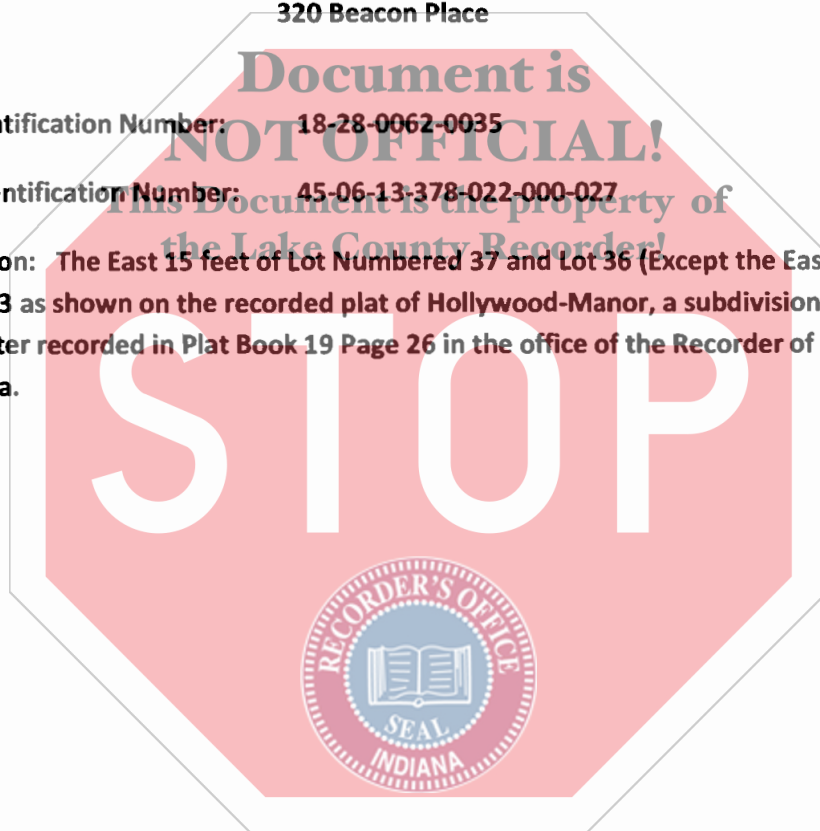 320 Beacon Place
Document is
ntification Number: 18-28-0062-0035
NOT OFFICIAL!
entification Number: 45-06-13-378-022-000-027
This Document is the property of
the Lake County Recorder!
on: The East 15 feet of Lot Numbered 37 and Lot 36 (Except the Eas
3 as shown on the recorded plat of Hollywood-Manor, a subdivision
ter recorded in Plat Book 19 Page 26 in the office of the Recorder of
a.
STOP
RECORDER'S OFFICE
SEAL
INDIANA